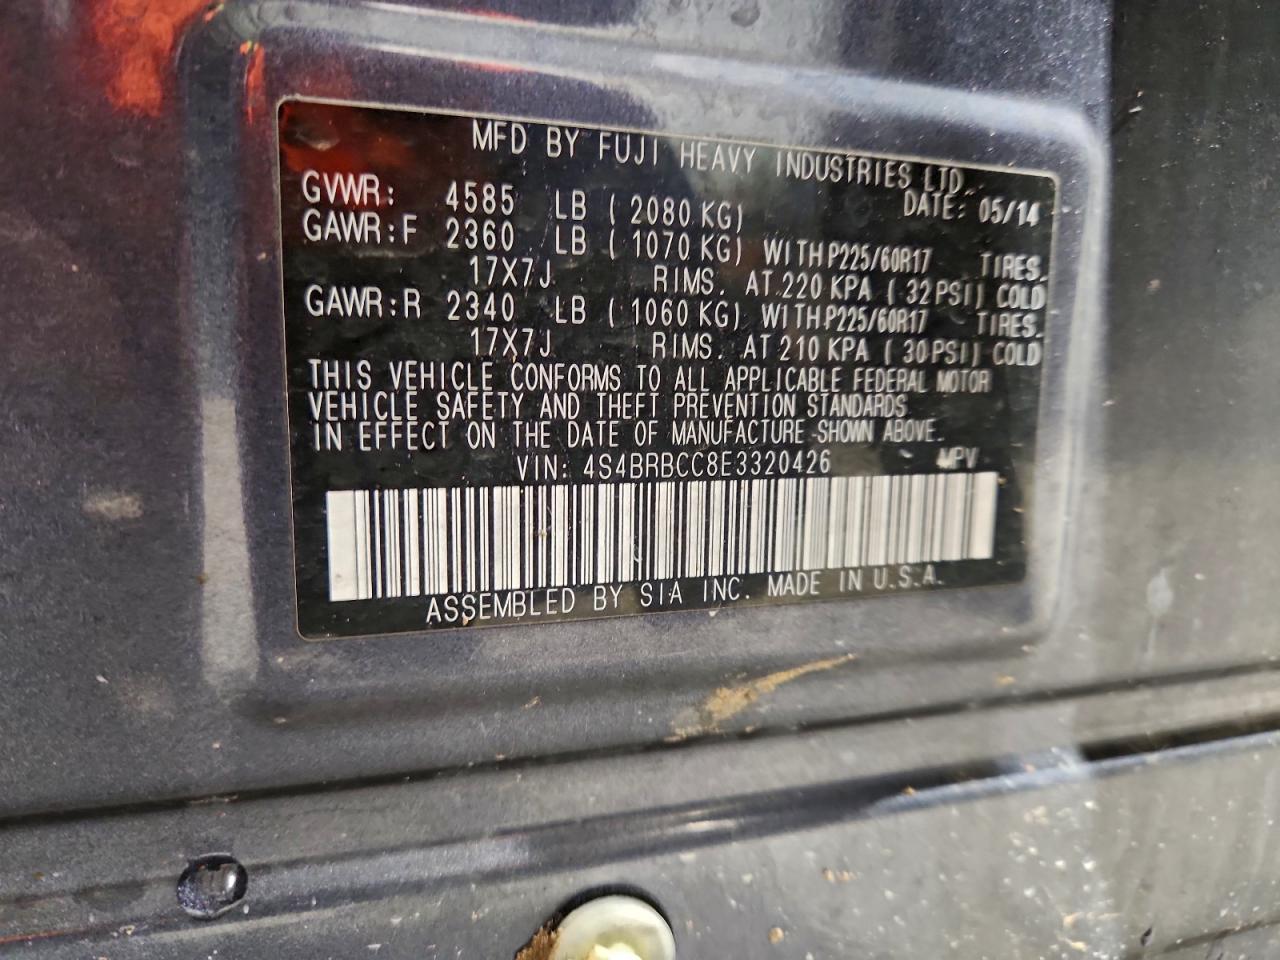 MFD BY FUJI HEAVY INDUSTRIES LTD.
DATE: 05/14
GVWR: 4585 LB ( 2080 KG)
GAWR:F 2360 LB ( 1070 KG) WITH P225/60R17 TIRES.
17X7J RIMS. AT 220 KPA ( 32 PSI) COLD
GAWR:R 2340 LB ( 1060 KG) WITH P225/60R17 TIRES.
17X7J RIMS. AT 210 KPA ( 30 PSI) COLD
THIS VEHICLE CONFORMS TO ALL APPLICABLE FEDERAL MOTOR
VEHICLE SAFETY AND THEFT PREVENTION STANDARDS
IN EFFECT ON THE DATE OF MANUFACTURE SHOWN ABOVE.
VIN: 4S4BRBCC8E3320426 MPV
ASSEMBLED BY SIA INC. MADE IN U.S.A.